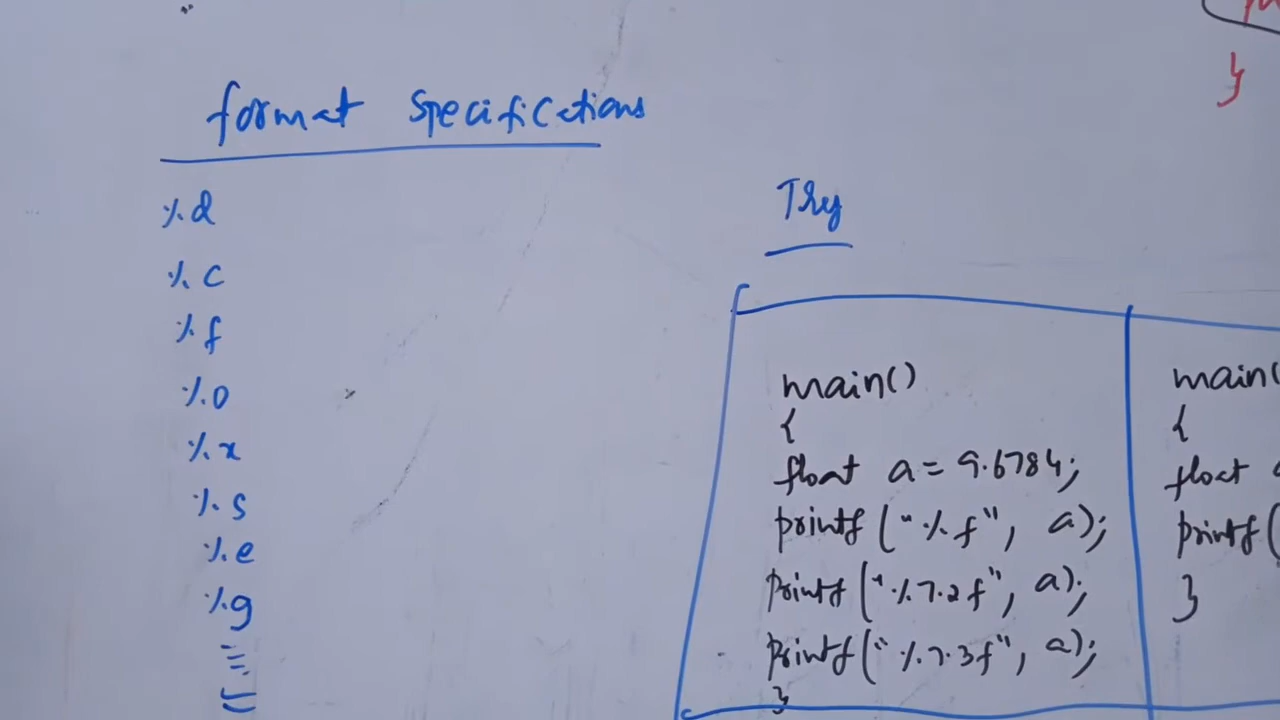 format specifications
%d
%c
%f
%o
%x
%s
%e
%g
Try
main()
{
float a = 9.6784;
printf ("%f", a);
printf ("%7.2f", a);
printf ("%7.3f", a);
}
main(
{
float
printf (
}
}